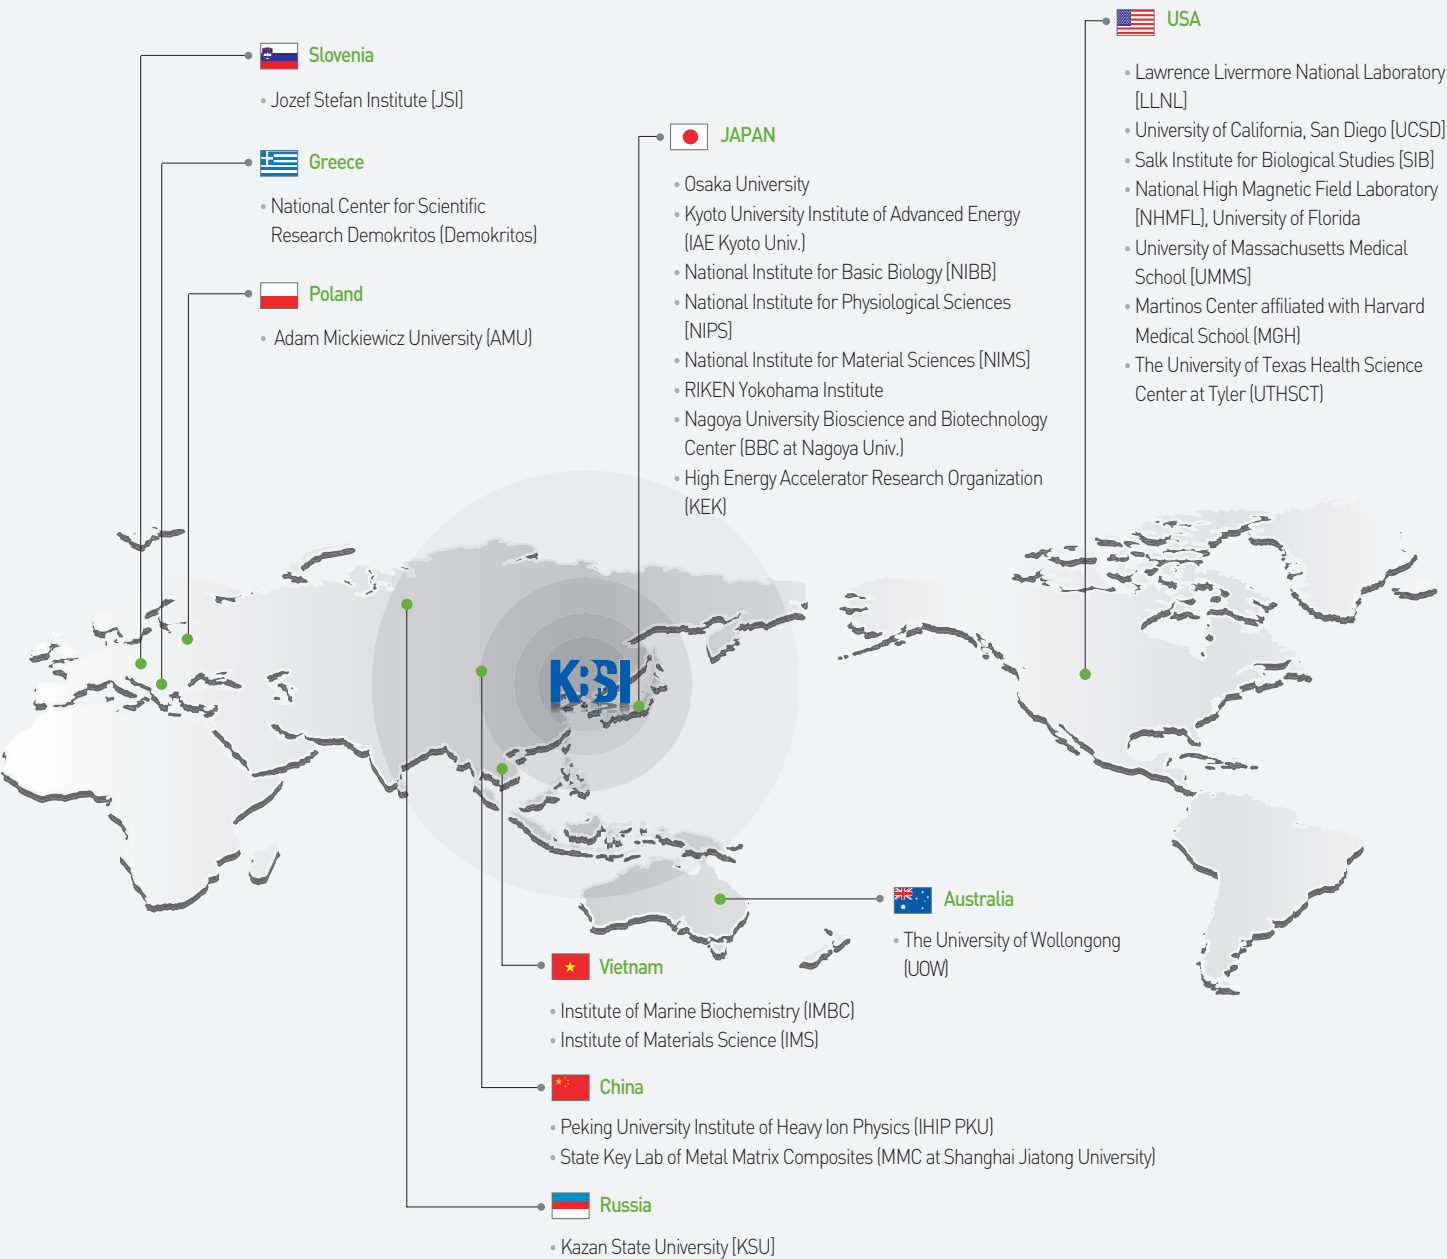 Slovenia
• Jozef Stefan Institute [JSI]
Greece
• National Center for Scientific
Research Demokritos (Demokritos)
Poland
• Adam Mickiewicz University (AMU)
JAPAN
• Osaka University
• Kyoto University Institute of Advanced Energy
(IAE Kyoto Univ.)
• National Institute for Basic Biology [NIBB]
• National Institute for Physiological Sciences
[NIPS]
• National Institute for Material Sciences [NIMS]
• RIKEN Yokohama Institute
• Nagoya University Bioscience and Biotechnology
Center (BBC at Nagoya Univ.)
• High Energy Accelerator Research Organization
(KEK)
USA
• Lawrence Livermore National Laboratory
[LLNL]
• University of California, San Diego [UCSD]
• Salk Institute for Biological Studies [SIB]
• National High Magnetic Field Laboratory
[NHMFL], University of Florida
• University of Massachusetts Medical
School [UMMS]
• Martinos Center affiliated with Harvard
Medical School (MGH)
• The University of Texas Health Science
Center at Tyler (UTHSCT)
KBSI
Australia
• The University of Wollongong
(UOW)
Vietnam
• Institute of Marine Biochemistry (IMBC)
• Institute of Materials Science (IMS)
China
• Peking University Institute of Heavy Ion Physics (IHIP PKU)
• State Key Lab of Metal Matrix Composites (MMC at Shanghai Jiatong University)
Russia
• Kazan State University [KSU]